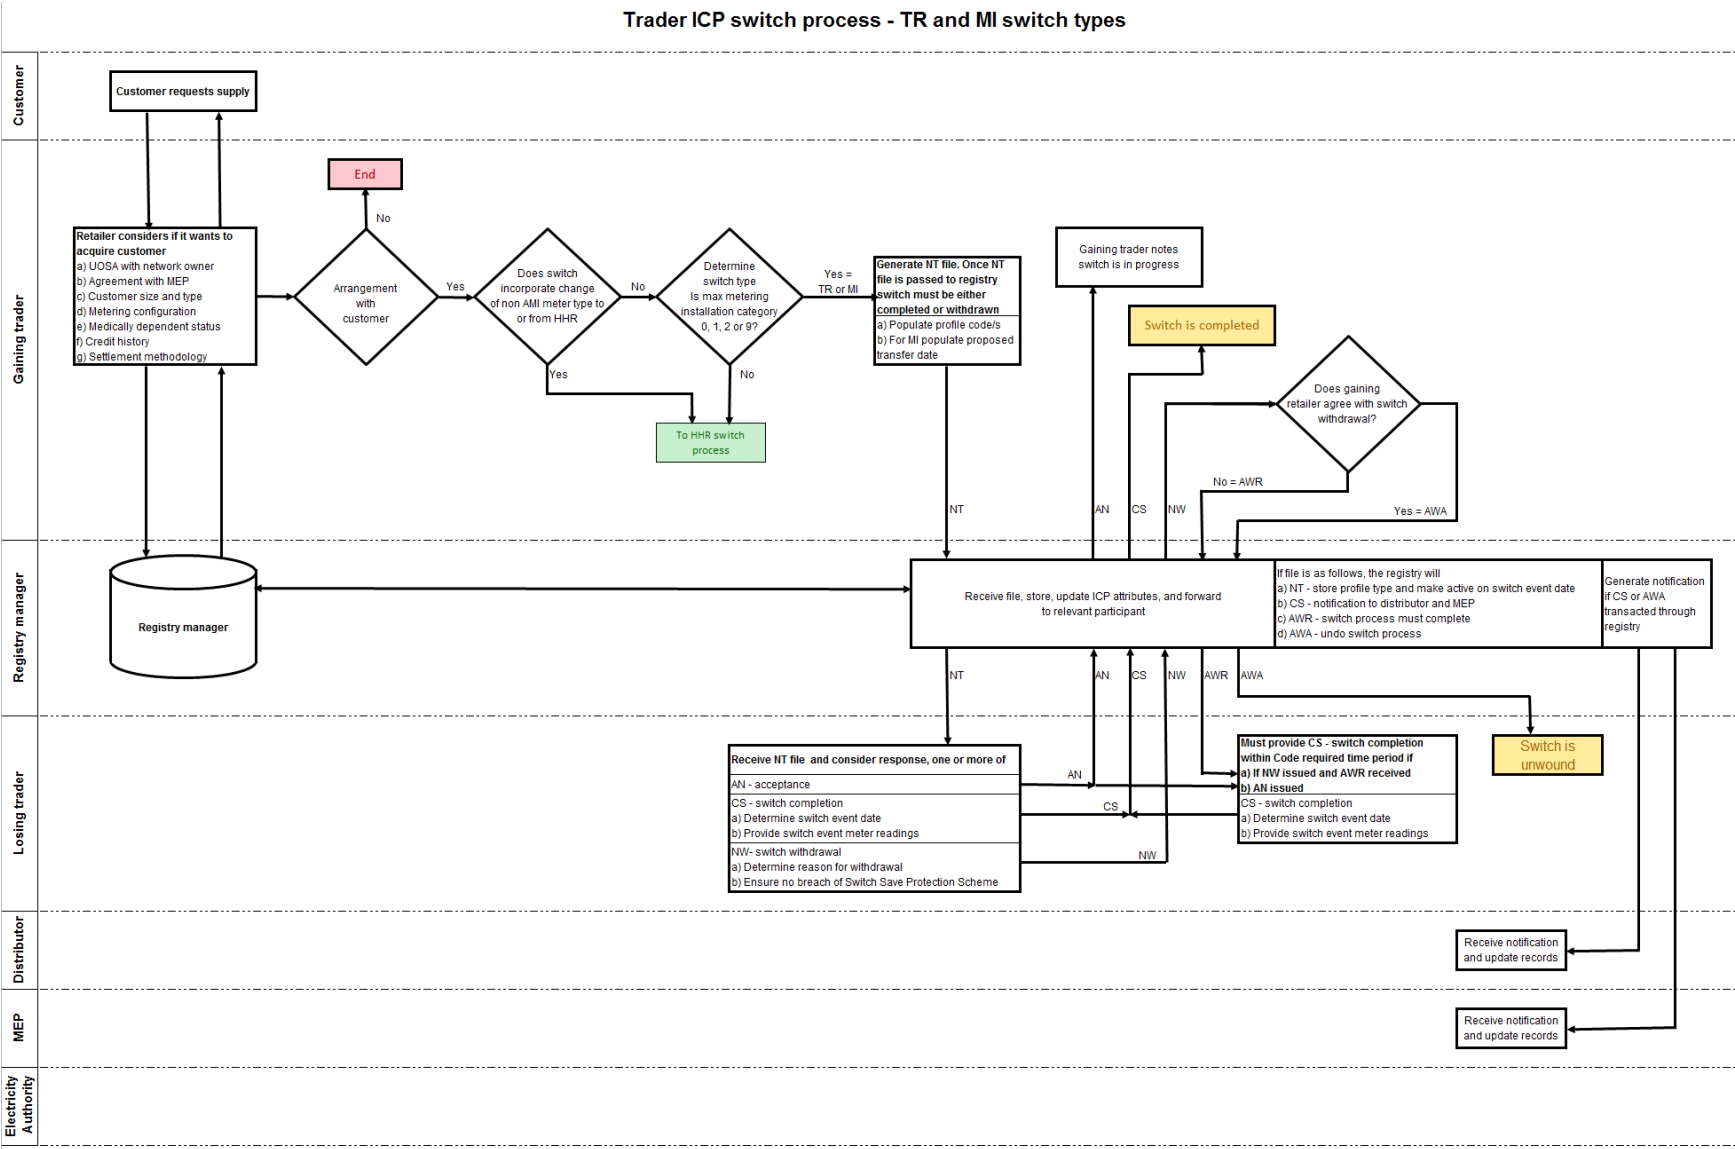 Trader ICP switch process - TR and MI switch types
Customer
Customer requests supply
Gaining trader
End
No
Retailer considers if it wants to
acquire customer
a) UOSA with network owner
b) Agreement with MEP
c) Customer size and type
d) Metering configuration
e) Medically dependent status
f) Credit history
g) Settlement methodology
Arrangement
with
customer
Yes
Does switch
incorporate change
of non AMI meter type to
or from HHR
No
Yes
Determine
switch type
Is max metering
installation category
0, 1, 2 or 9?
Yes =
TR or MI
No
To HHR switch
process
Generate NT file. Once NT
file is passed to registry
switch must be either
completed or withdrawn
a) Populate profile code/s
b) For MI populate proposed
transfer date
Gaining trader notes
switch is in progress
Switch is completed
Does gaining
retailer agree with switch
withdrawal?
No = AWR
Yes = AWA
NT
AN
CS
NW
Registry manager
Registry manager
Receive file, store, update ICP attributes, and forward
to relevant participant
If file is as follows, the registry will
a) NT - store profile type and make active on switch event date
b) CS - notification to distributor and MEP
c) AWR - switch process must complete
d) AWA - undo switch process
Generate notification
if CS or AWA
transacted through
registry
NT
AN
CS
NW
AWR
AWA
Losing trader
Receive NT file and consider response, one or more of
AN - acceptance
CS - switch completion
a) Determine switch event date
b) Provide switch event meter readings
NW- switch withdrawal
a) Determine reason for withdrawal
b) Ensure no breach of Switch Save Protection Scheme
AN
CS
NW
Must provide CS - switch completion
within Code required time period if
a) If NW issued and AWR received
b) AN issued
CS - switch completion
a) Determine switch event date
b) Provide switch event meter readings
Switch is
unwound
Distributor
Receive notification
and update records
MEP
Receive notification
and update records
Electricity
Authority